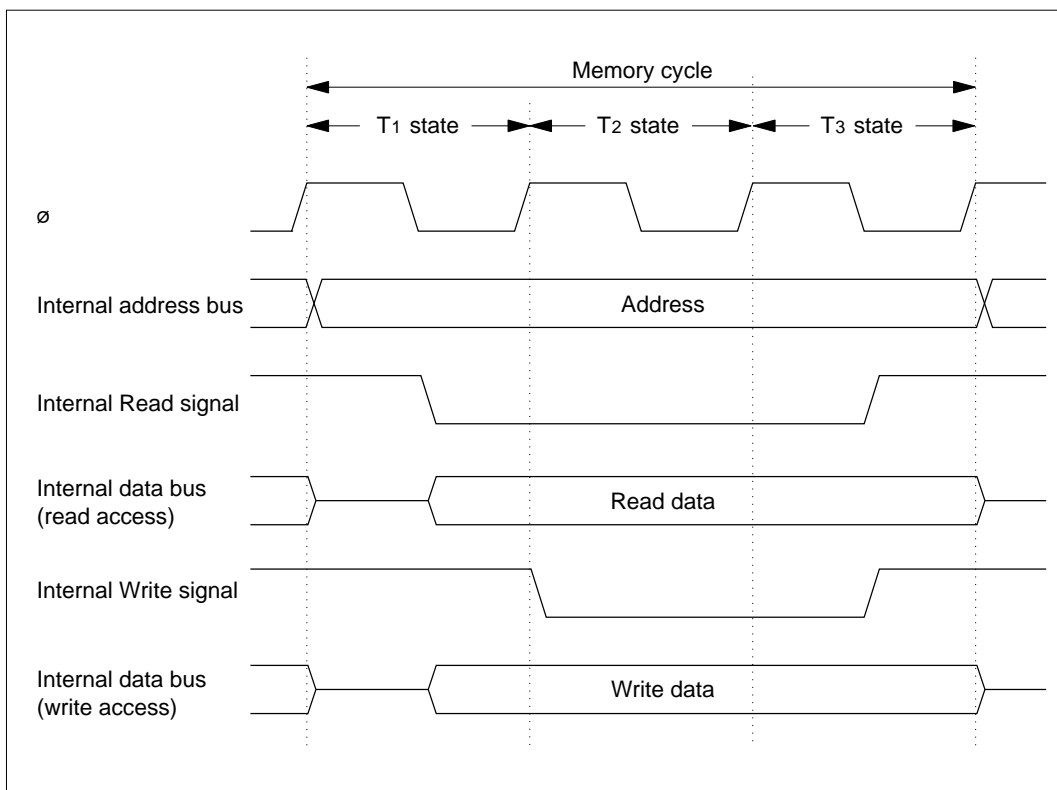 Memory cycle
T1 state T2 state T3 state
ø
Internal address bus
Address
Internal Read signal
Internal data bus
(read access)
Read data
Internal Write signal
Internal data bus
(write access)
Write data